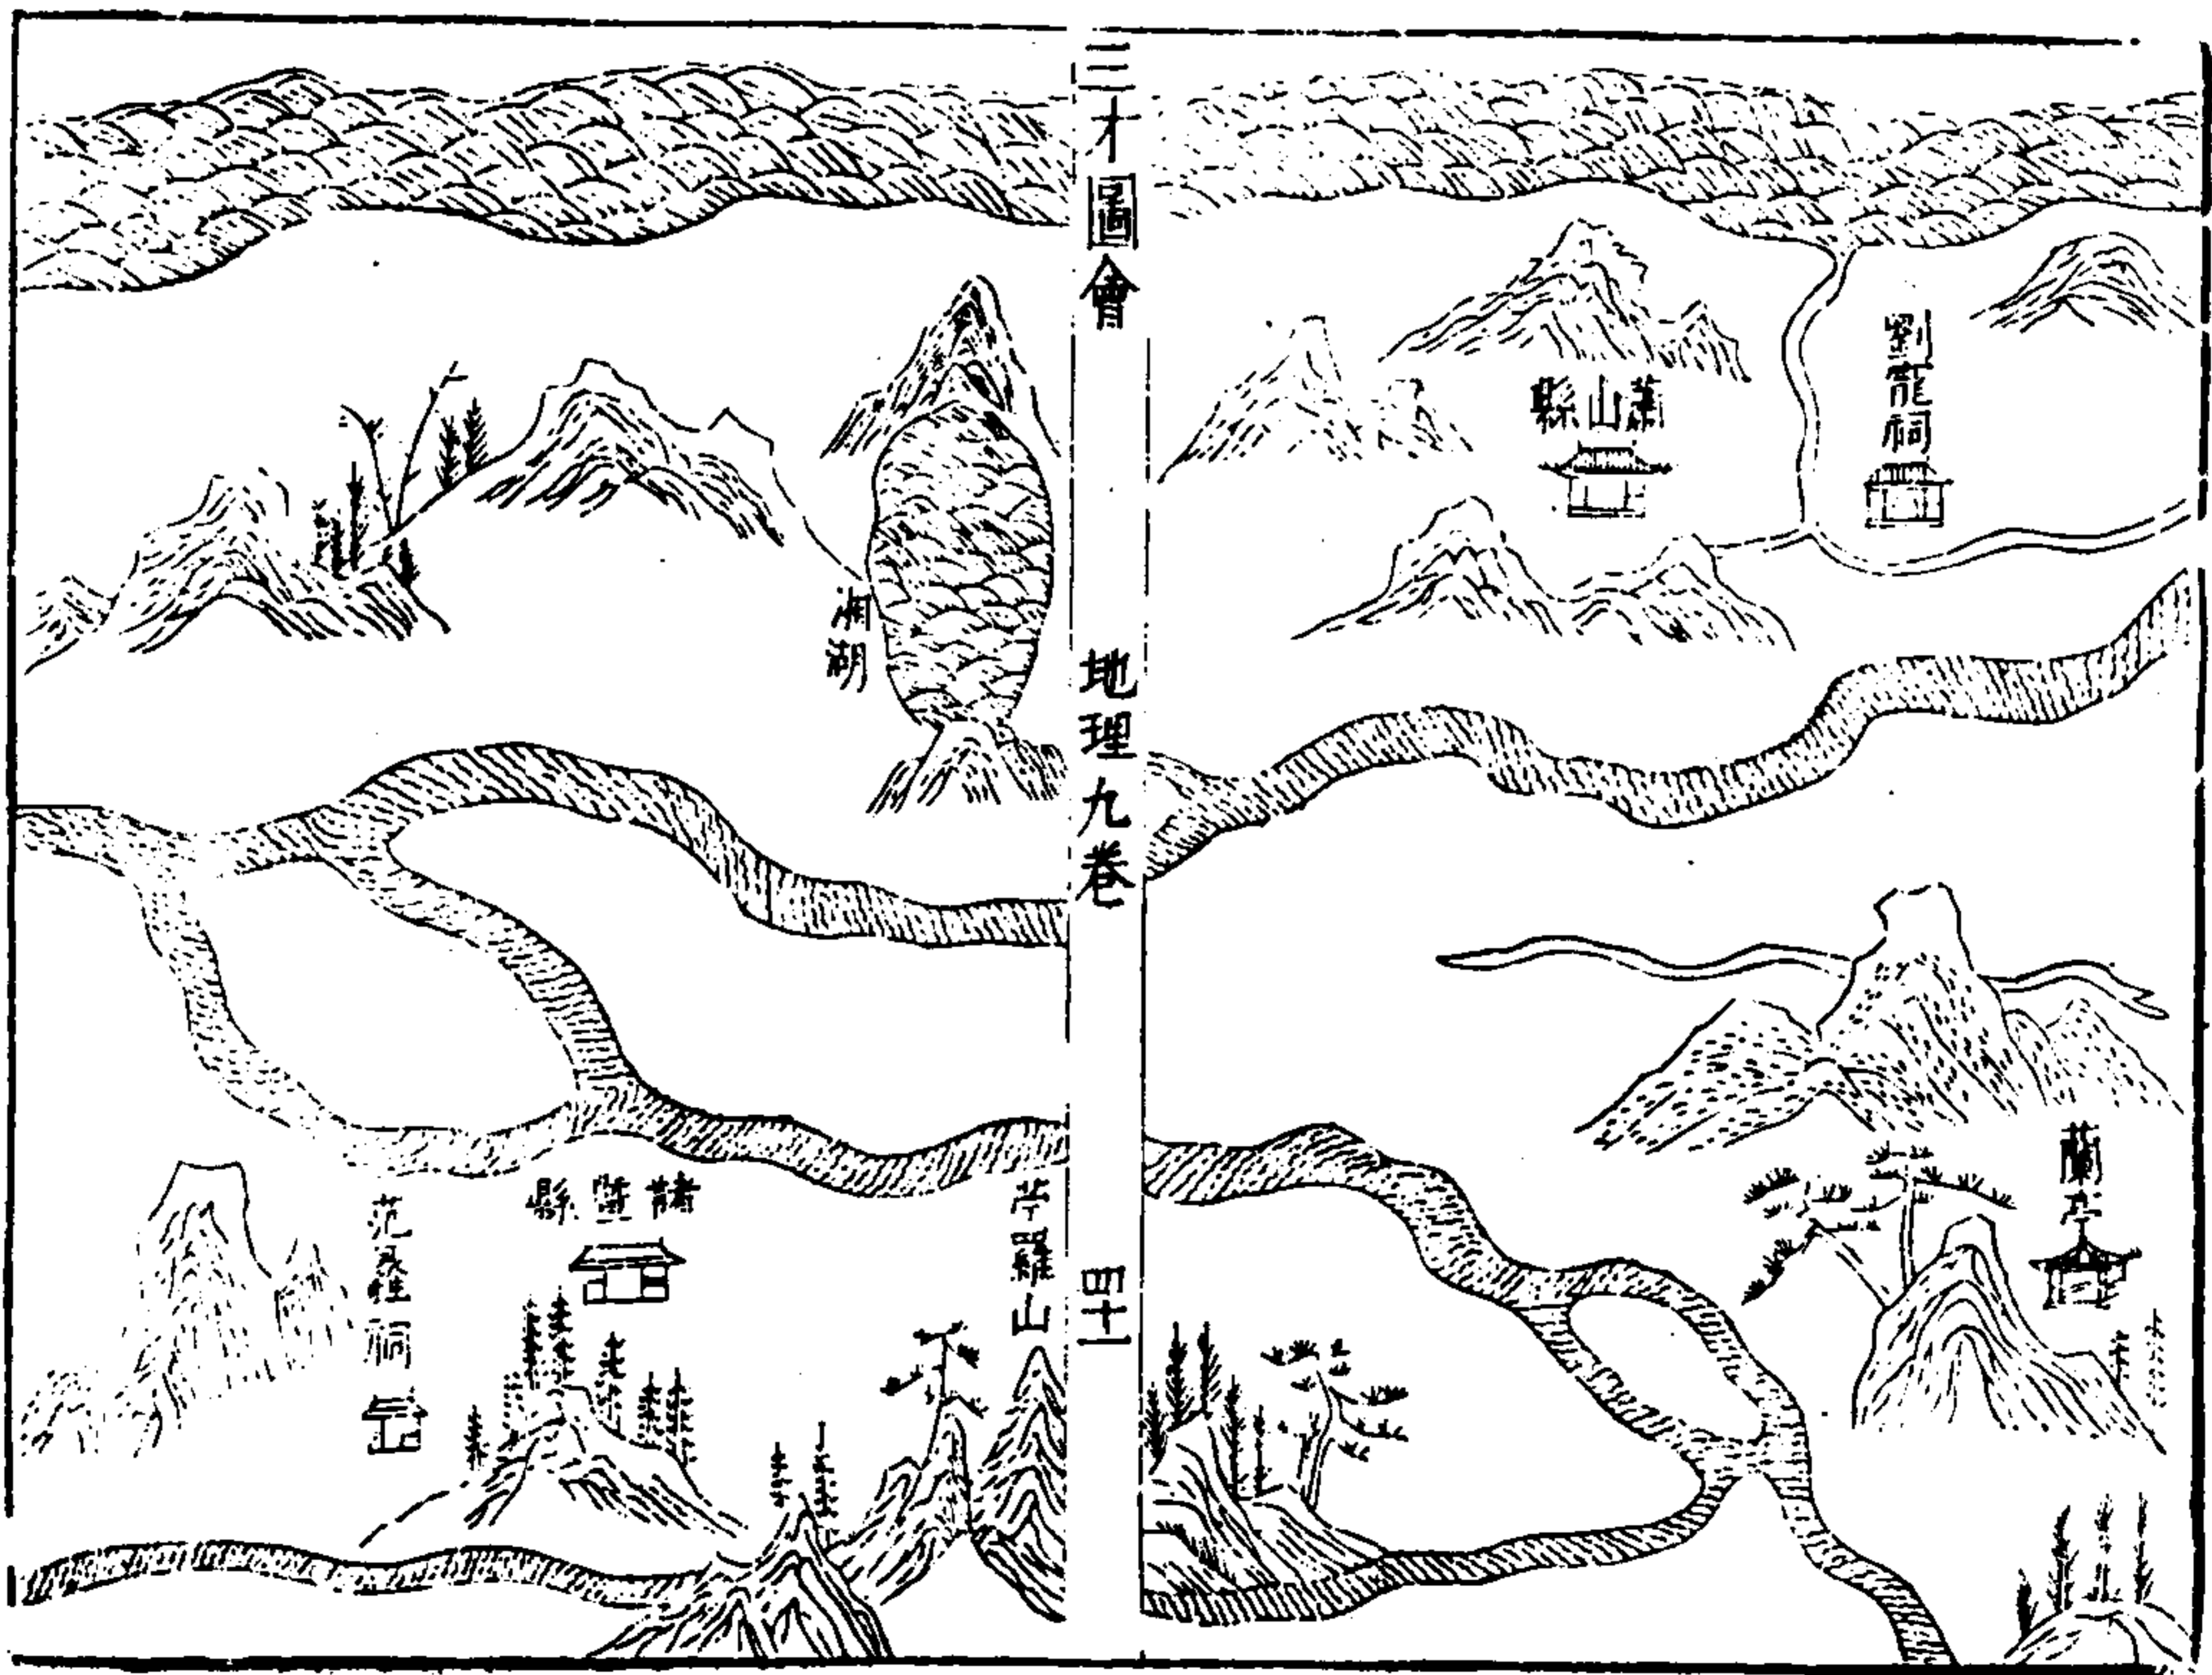 劉寵祠
蕭山縣
蘭亭
三才圖會
地理九卷
四十一
湘湖
苧羅山
諸暨縣
范蠡祠